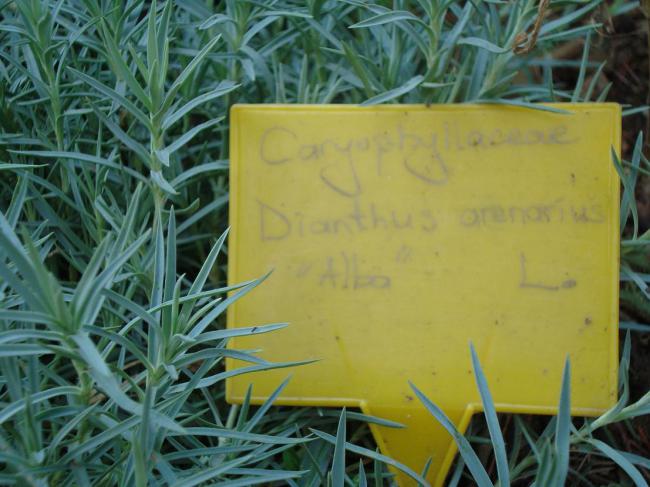 Caryophyllaceae
Dianthus arenarius
"Alba" L.